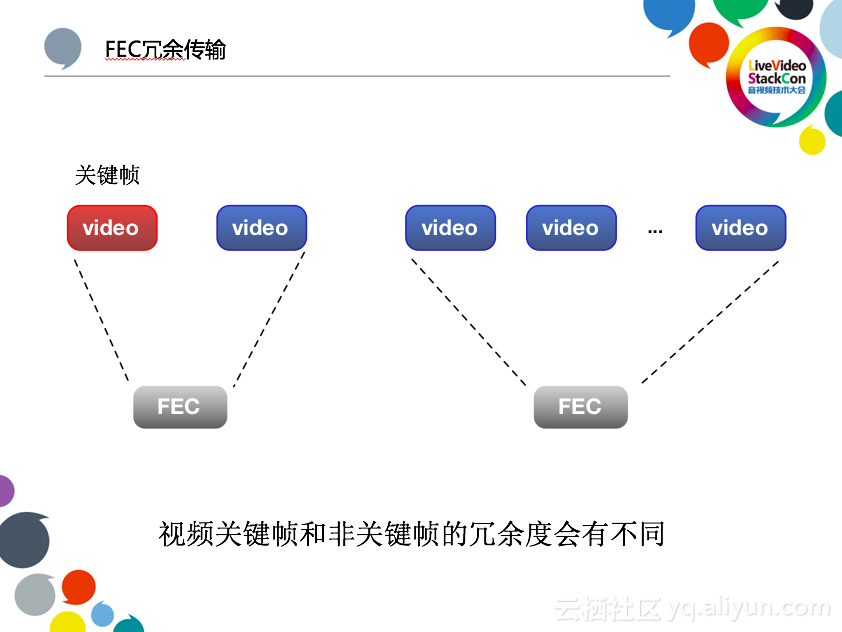 FEC冗余传输
LiveVideo
StackCon
音视频技术大会
关键帧
video video video video ... video
FEC FEC
视频关键帧和非关键帧的冗余度会有不同
云栖社区 yq.aliyun.com